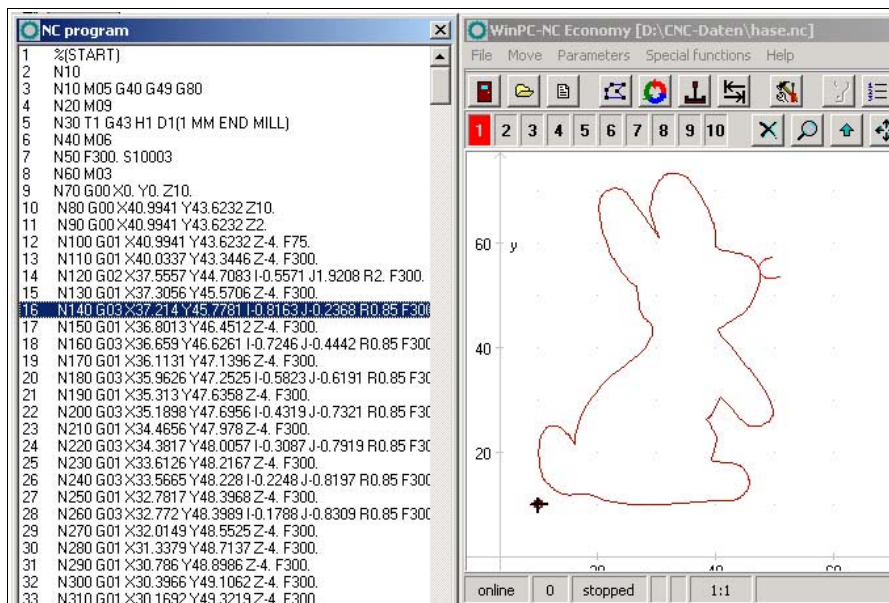 NC program
1 %(START)
2 N10
3 N10 M05 G40 G49 G80
4 N20 M09
5 N30 T1 G43 H1 D1(1 MM END MILL)
6 N40 M06
7 N50 F300. S10003
8 N60 M03
9 N70 G00 X0. Y0. Z10.
10 N80 G00 X40.9941 Y43.6232 Z10.
11 N90 G00 X40.9941 Y43.6232 Z2.
12 N100 G01 X40.9941 Y43.6232 Z-4. F75.
13 N110 G01 X40.0337 Y43.3446 Z-4. F300.
14 N120 G02 X37.5557 Y44.7083 I-0.5571 J1.9208 R2. F300.
15 N130 G01 X37.3056 Y45.5706 Z-4. F300.
16 N140 G03 X37.214 Y45.7781 I-0.8163 J-0.2368 R0.85 F300
17 N150 G01 X36.8013 Y46.4512 Z-4. F300.
18 N160 G03 X36.659 Y46.6261 I-0.7246 J-0.4442 R0.85 F300
19 N170 G01 X36.1131 Y47.1396 Z-4. F300.
20 N180 G03 X35.9626 Y47.2525 I-0.5823 J-0.6191 R0.85 F30
21 N190 G01 X35.313 Y47.6358 Z-4. F300.
22 N200 G03 X35.1898 Y47.6956 I-0.4319 J-0.7321 R0.85 F30
23 N210 G01 X34.4656 Y47.978 Z-4. F300.
24 N220 G03 X34.3817 Y48.0057 I-0.3087 J-0.7919 R0.85 F30
25 N230 G01 X33.6126 Y48.2167 Z-4. F300.
26 N240 G03 X33.5665 Y48.228 I-0.2248 J-0.8197 R0.85 F300
27 N250 G01 X32.7817 Y48.3968 Z-4. F300.
28 N260 G03 X32.772 Y48.3989 I-0.1788 J-0.8309 R0.85 F300
29 N270 G01 X32.0149 Y48.5525 Z-4. F300.
30 N280 G01 X31.3379 Y48.7137 Z-4. F300.
31 N290 G01 X30.786 Y48.8986 Z-4. F300.
32 N300 G01 X30.3966 Y49.1062 Z-4. F300.
33 N310 G01 X30.1692 Y49.3219 Z-4. F300.
WinPC-NC Economy [D:\CNC-Daten\hase.nc]
File Move Parameters Special functions Help
1 2 3 4 5 6 7 8 9 10
y
60
40
20
20 40 60
online 0 stopped 1:1